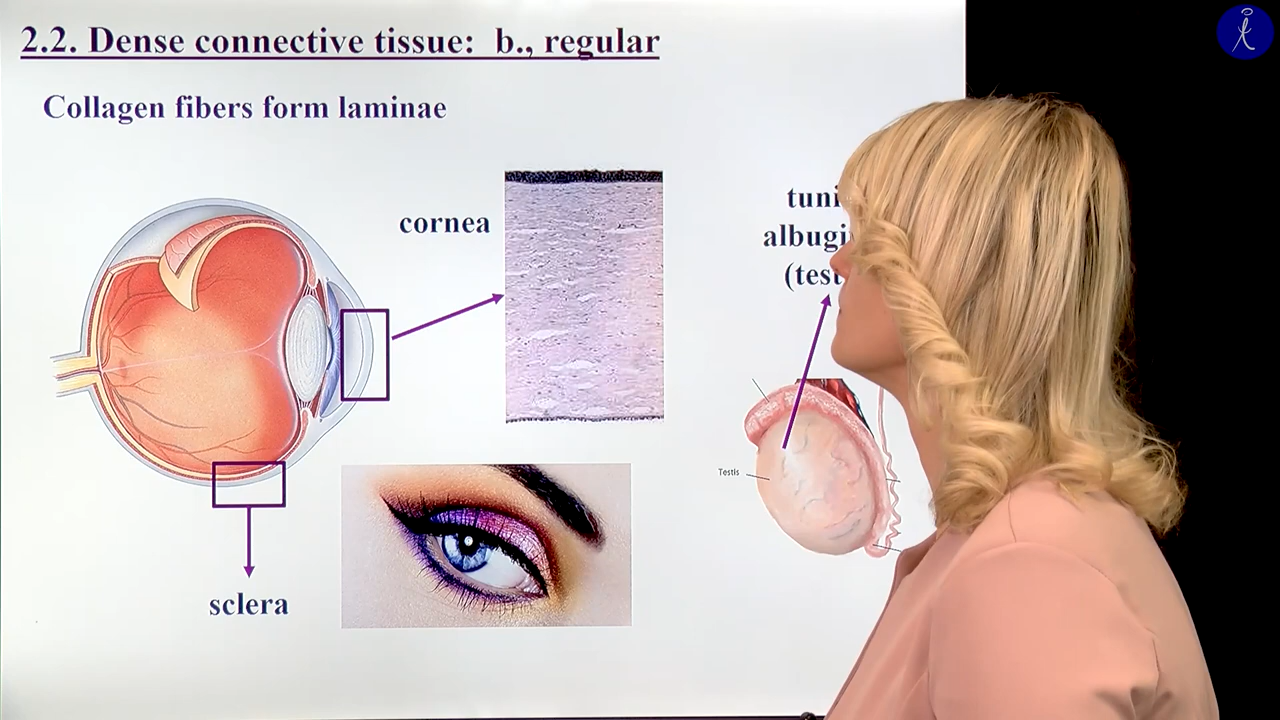 2.2. Dense connective tissue: b., regular
Collagen fibers form laminae
cornea
sclera
Testis